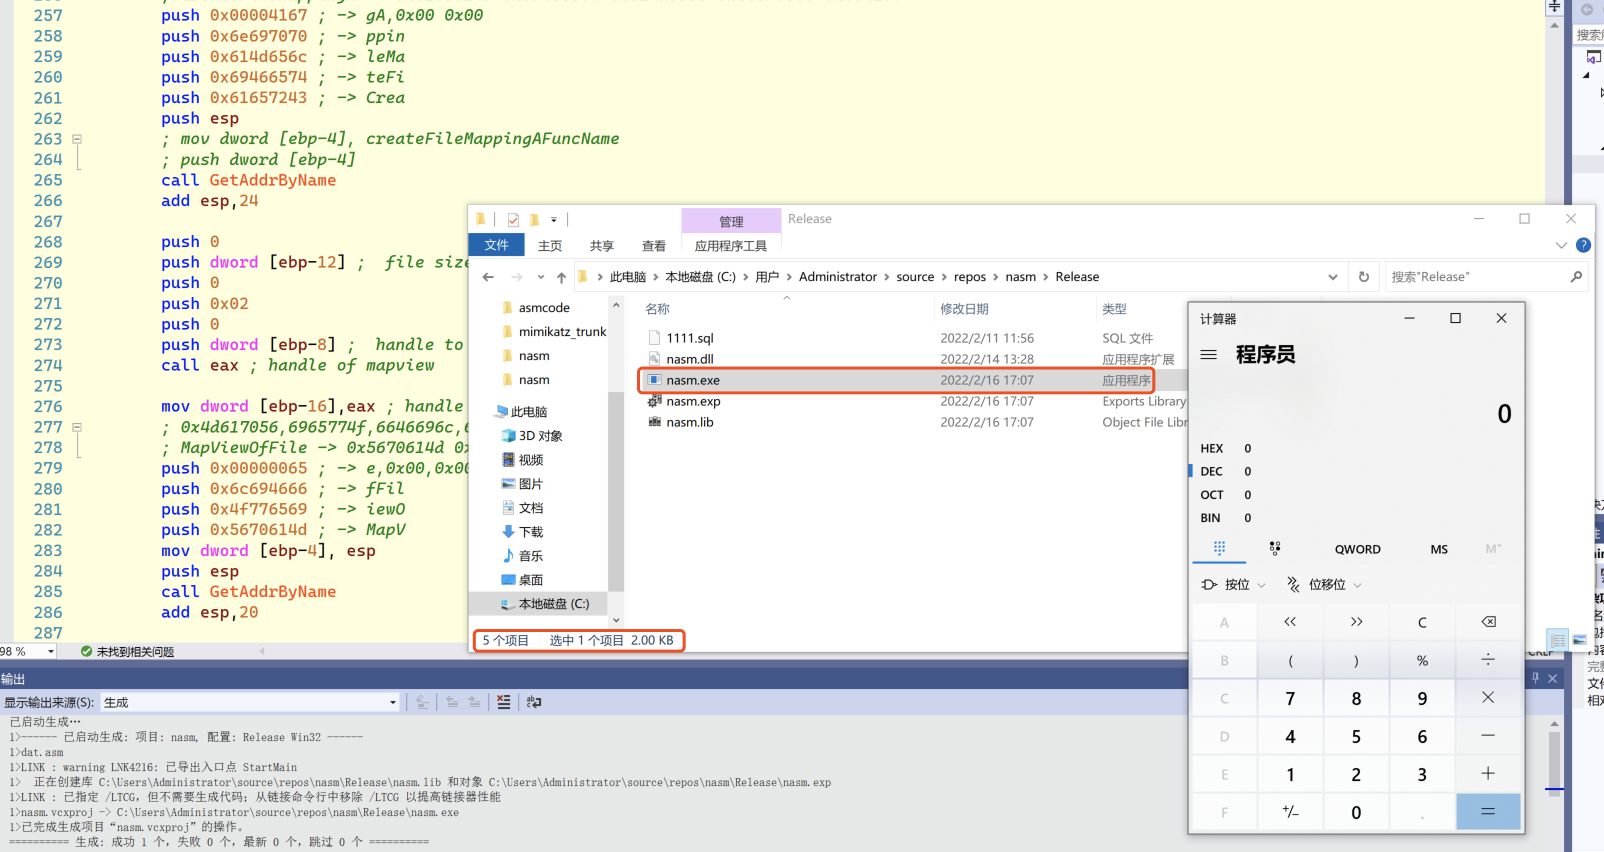 257 push 0x00004167 ; -> gA,0x00 0x00
258 push 0x6e697070 ; -> ppin
259 push 0x614d656c ; -> leMa
260 push 0x69466574 ; -> teFi
261 push 0x61657243 ; -> Crea
262 push esp
263 ; mov dword [ebp-4], createFileMappingAFuncName
264 ; push dword [ebp-4]
265 call GetAddrByName
266 add esp,24
267
268 push 0
269 push dword [ebp-12] ; file size
270 push 0
271 push 0x02
272 push 0
273 push dword [ebp-8] ; handle to
274 call eax ; handle of mapview
275
276 mov dword [ebp-16],eax ; handle
277 ; 0x4d617056,6965774f,6646696c,
278 ; MapViewOfFile -> 0x5670614d
279 push 0x00000065 ; -> e,0x00,0x00
280 push 0x6c694666 ; -> fFil
281 push 0x4f776569 ; -> iewO
282 push 0x5670614d ; -> MapV
283 mov dword [ebp-4], esp
284 push esp
285 call GetAddrByName
286 add esp,20
287
98 % 未找到相关问题
管理 Release
文件 主页 共享 查看 应用程序工具
此电脑 本地磁盘 (C:) 用户 Administrator source repos nasm Release
搜索"Release"
asmcode
mimikatz_trunk
nasm
nasm
此电脑
3D 对象
视频
图片
文档
下载
音乐
桌面
本地磁盘 (C:)
名称 修改日期 类型
1111.sql 2022/2/11 11:56 SQL 文件
nasm.dll 2022/2/14 13:28 应用程序扩展
nasm.exe 2022/2/16 17:07 应用程序
nasm.exp 2022/2/16 17:07 Exports Library
nasm.lib 2022/2/16 17:07 Object File Libr
5 个项目 选中 1 个项目 2.00 KB
计算器
程序员
0
HEX 0
DEC 0
OCT 0
BIN 0
QWORD MS M
按位 位移位
A << >> C
B ( ) % ÷
C 7 8 9 ×
D 4 5 6 −
E 1 2 3 +
F +/- 0 . =
搜索
输出
显示输出来源(S): 生成
已启动生成…
1>------ 已启动生成: 项目: nasm, 配置: Release Win32 ------
1>dat.asm
1>LINK : warning LNK4216: 已导出入口点 StartMain
1> 正在创建库 C:\Users\Administrator\source\repos\nasm\Release\nasm.lib 和对象 C:\Users\Administrator\source\repos\nasm\Release\nasm.exp
1>LINK : 已指定 /LTCG，但不需要生成代码；从链接命令行中移除 /LTCG 以提高链接器性能
1>nasm.vcxproj -> C:\Users\Administrator\source\repos\nasm\Release\nasm.exe
1>已完成生成项目“nasm.vcxproj”的操作。
========== 生成: 成功 1 个，失败 0 个，最新 0 个，跳过 0 个 ==========